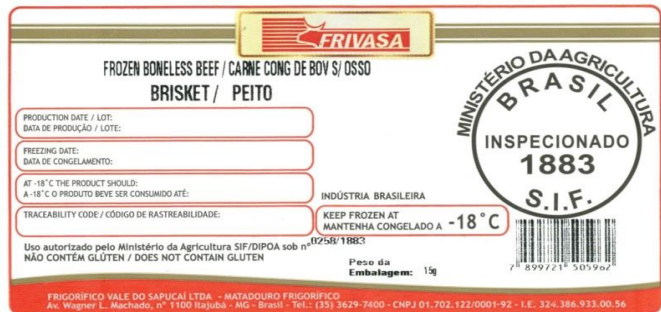 FRIVASA
FROZEN BONELESS BEEF / CARNE CONG DE BOV S/ OSSO
BRISKET / PEITO
PRODUCTION DATE / LOT:
DATA DE PRODUÇÃO / LOTE:
FREEZING DATE:
DATA DE CONGELAMENTO:
AT -18°C THE PRODUCT SHOULD:
A -18°C O PRODUTO DEVE SER CONSUMIDO ATÉ:
TRACEABILITY CODE / CÓDIGO DE RASTREABILIDADE:
INDÚSTRIA BRASILEIRA
KEEP FROZEN AT
MANTENHA CONGELADO A -18°C
MINISTÉRIO DA AGRICULTURA
BRASIL
INSPECIONADO
1883
S.I.F.
Uso autorizado pelo Ministério da Agricultura SIF/DIPOA sob nº 0258/1883
NÃO CONTÉM GLÚTEN / DOES NOT CONTAIN GLUTEN
Peso da
Embalagem: 15g
7 899721 505962
FRIGORÍFICO VALE DO SAPUCAÍ LTDA - MATADOURO FRIGORÍFICO
Av. Wagner L. Machado, nº 1100 Itajubá - MG - Brasil - Tel.: (35) 3629-7400 - CNPJ 01.702.122/0001-92 - I.E. 324.386.933.00.56